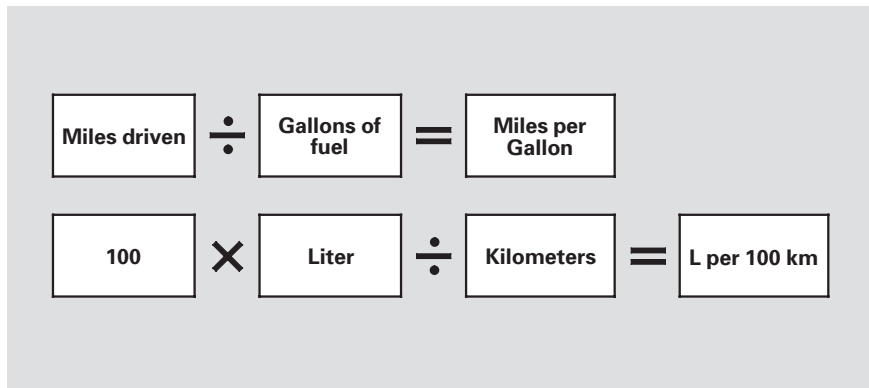 Miles driven ÷ Gallons of fuel = Miles per Gallon
100 × Liter ÷ Kilometers = L per 100 km